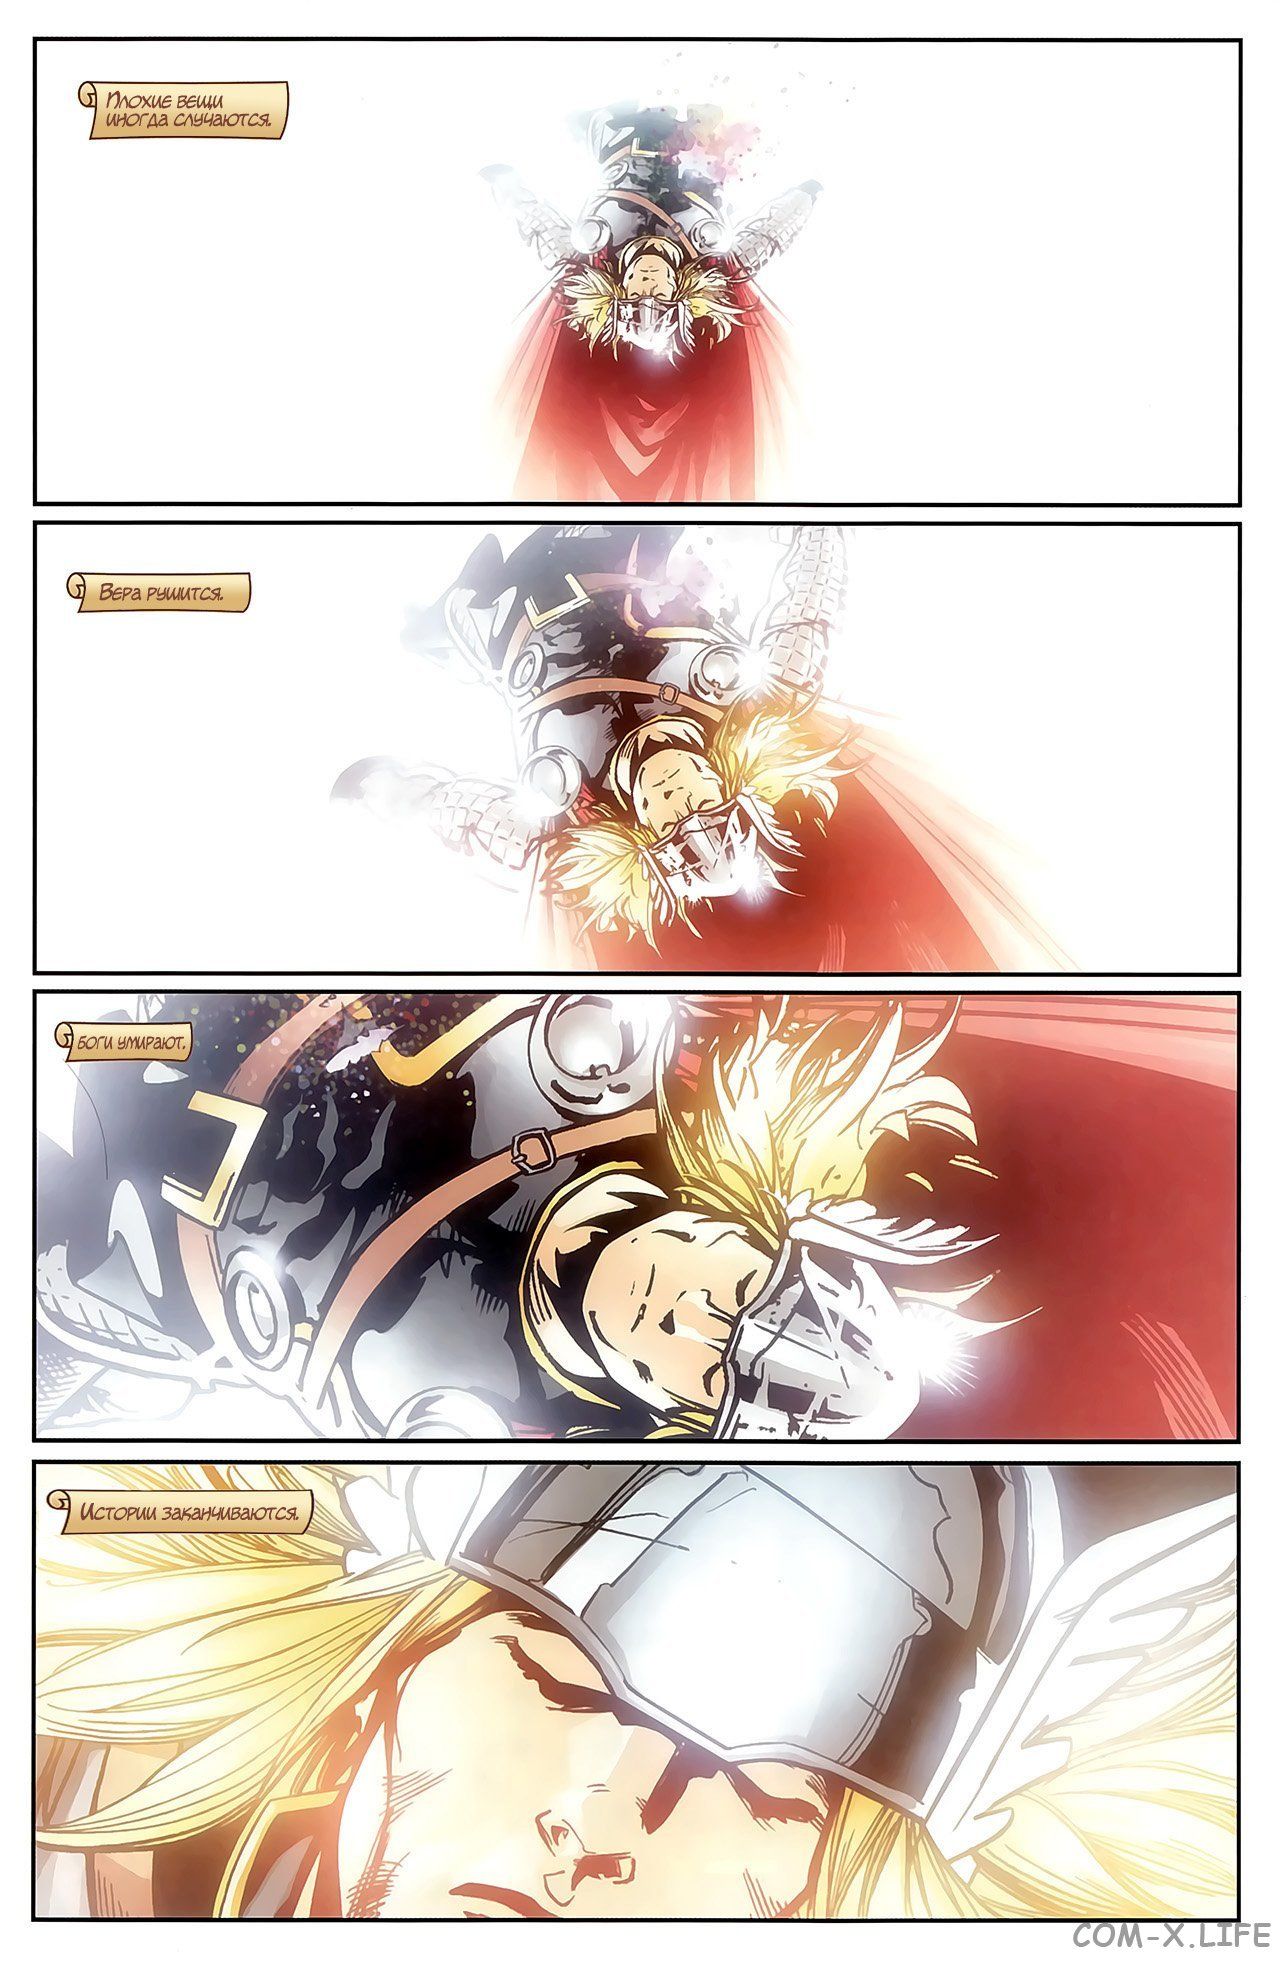 Плохие вещи
иногда случаются.
Вера рушится.
Боги умирают.
Истории заканчиваются.
COM-X.LIFE